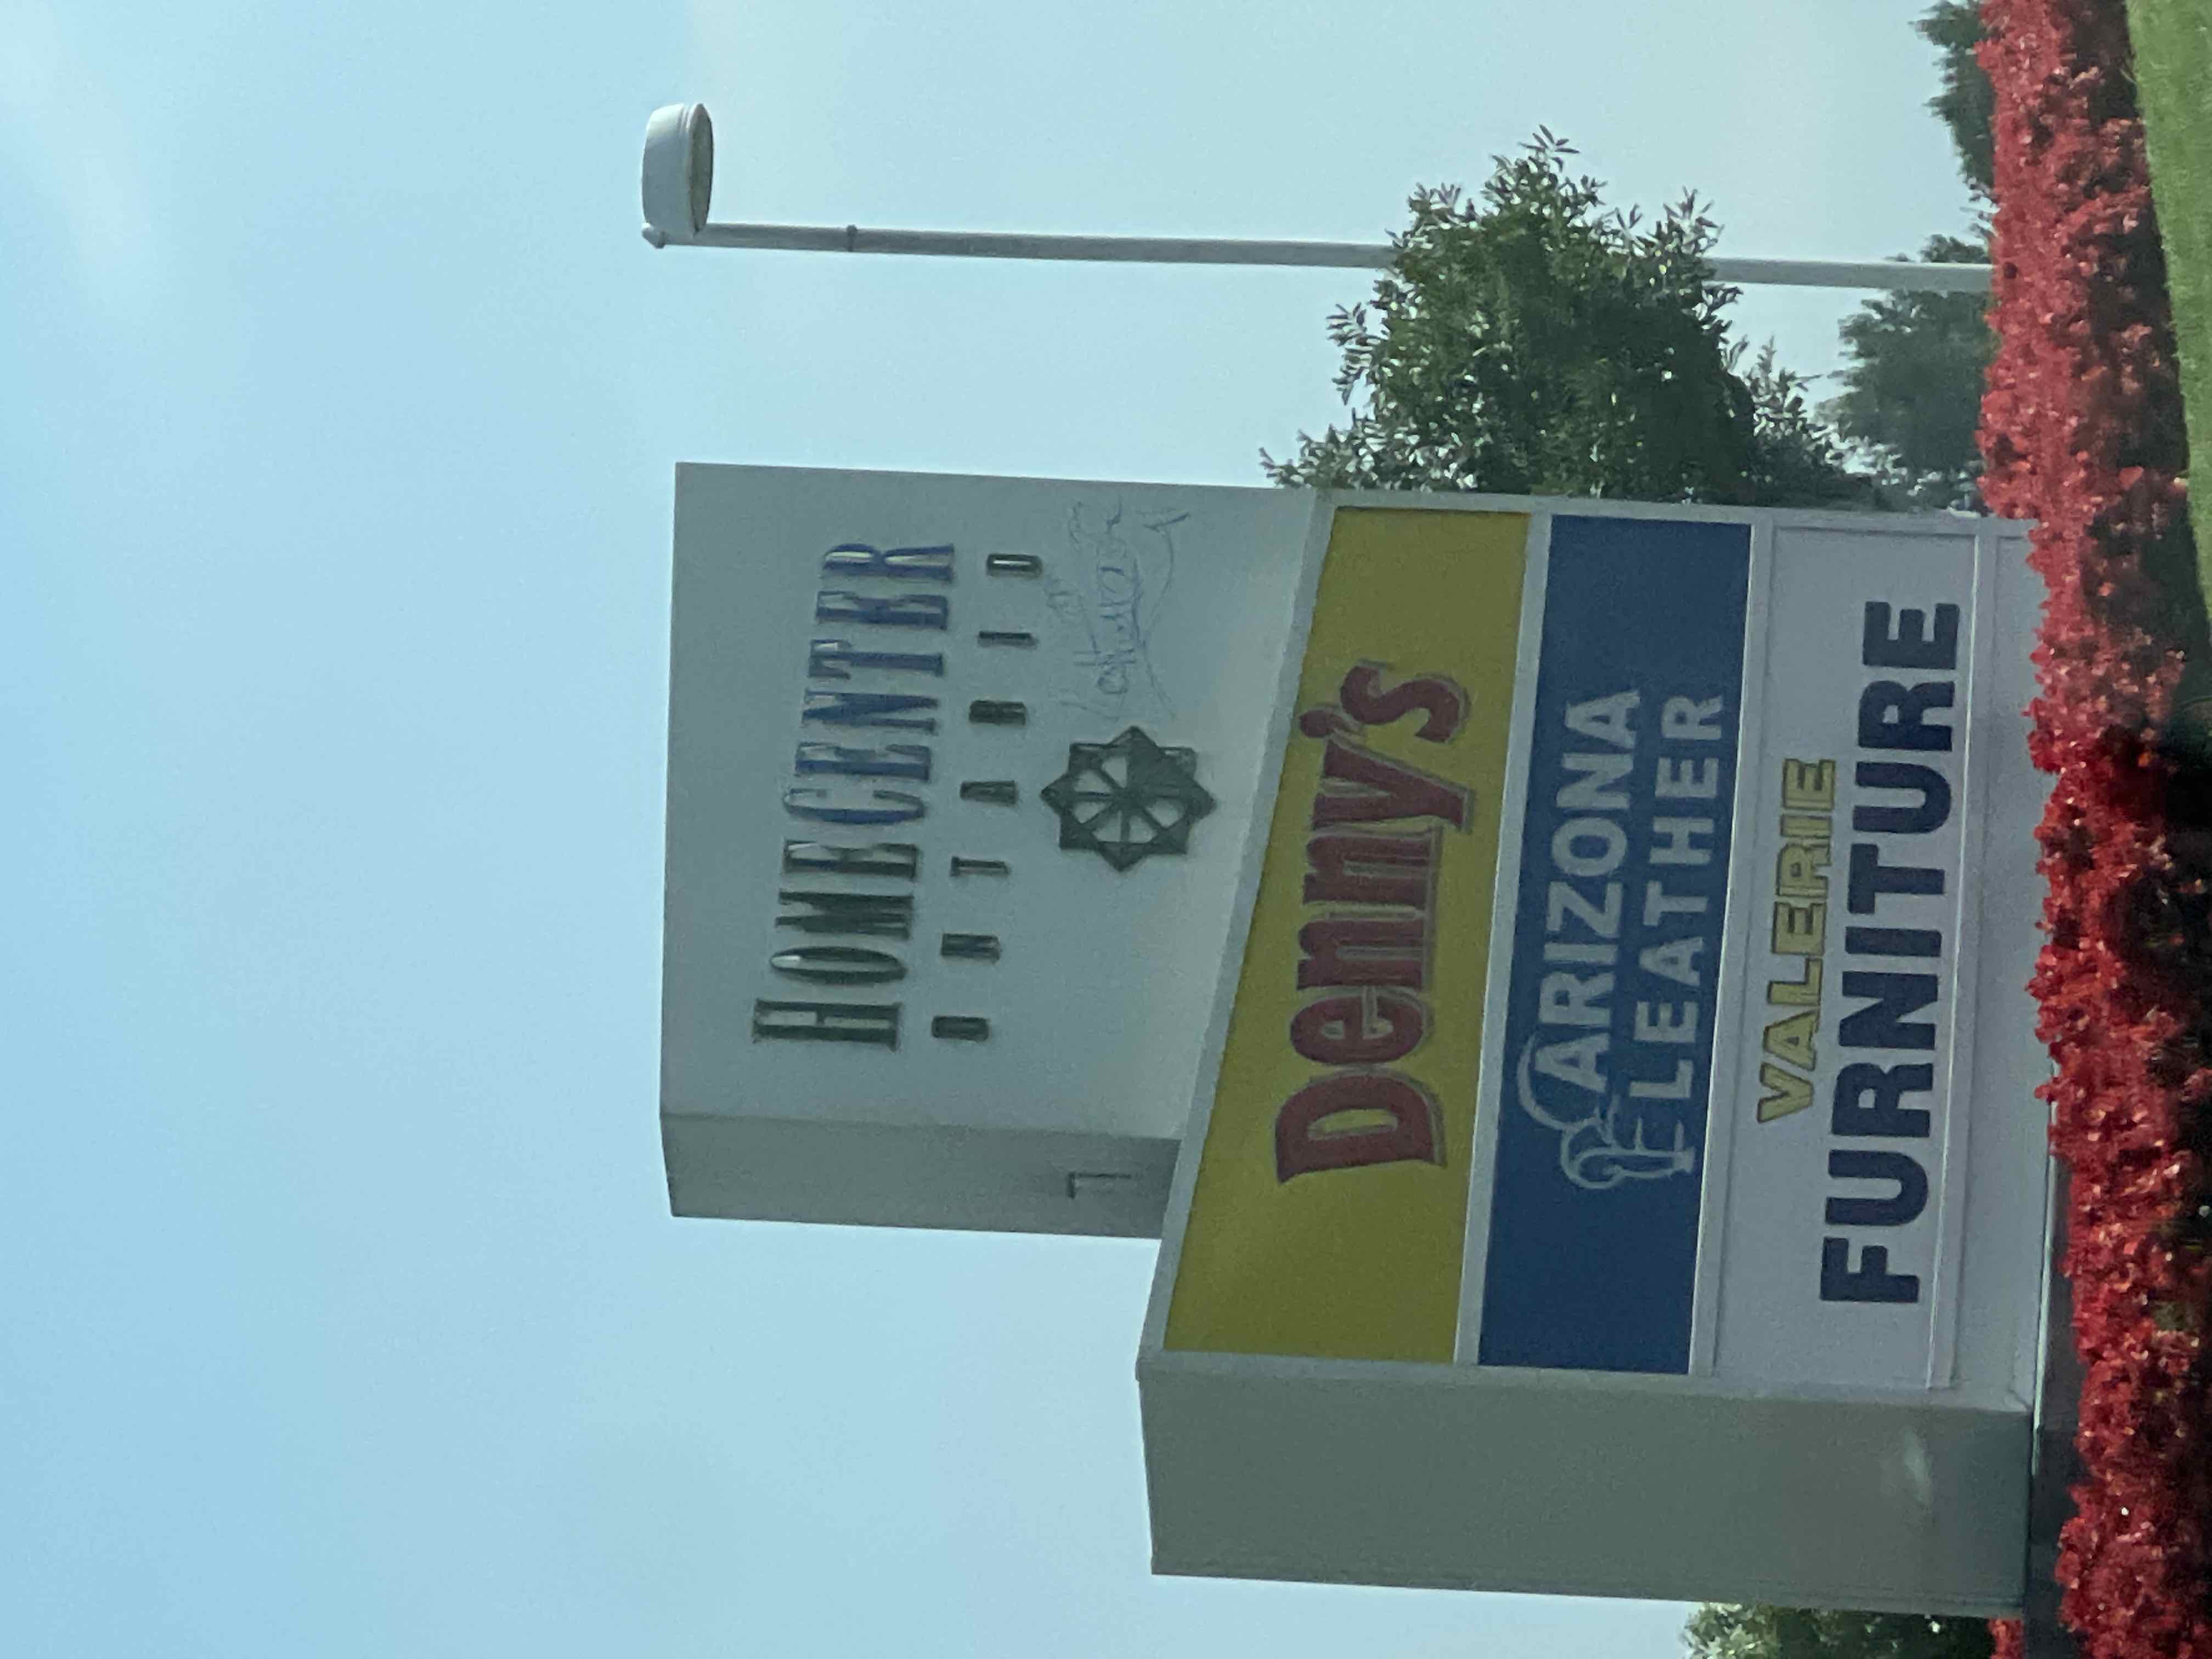 HOMECENTER
ONTARIO
Denny's
ARIZONA
LEATHER
VALERIE
FURNITURE